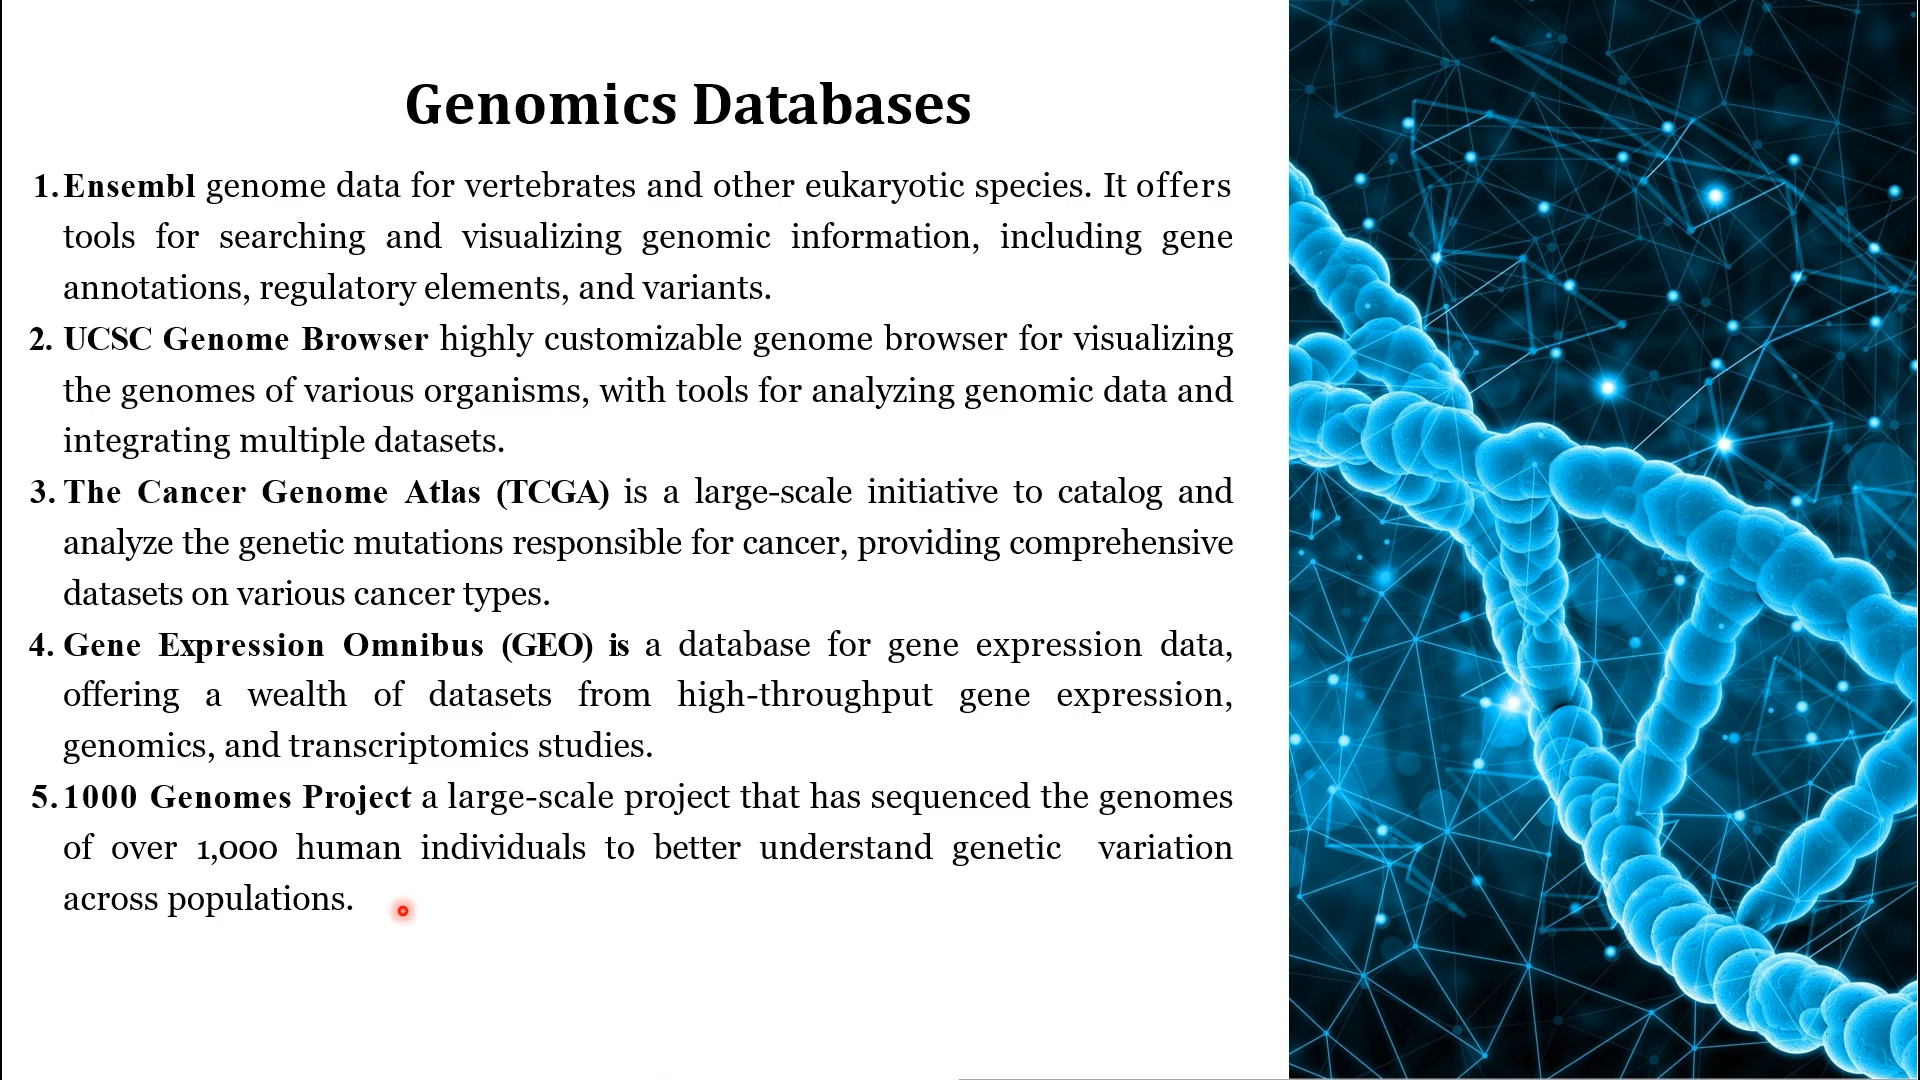 Genomics Databases
1. Ensembl genome data for vertebrates and other eukaryotic species. It offers
tools for searching and visualizing genomic information, including gene
annotations, regulatory elements, and variants.
2. UCSC Genome Browser highly customizable genome browser for visualizing
the genomes of various organisms, with tools for analyzing genomic data and
integrating multiple datasets.
3. The Cancer Genome Atlas (TCGA) is a large-scale initiative to catalog and
analyze the genetic mutations responsible for cancer, providing comprehensive
datasets on various cancer types.
4. Gene Expression Omnibus (GEO) is a database for gene expression data,
offering a wealth of datasets from high-throughput gene expression,
genomics, and transcriptomics studies.
5. 1000 Genomes Project a large-scale project that has sequenced the genomes
of over 1,000 human individuals to better understand genetic variation
across populations.